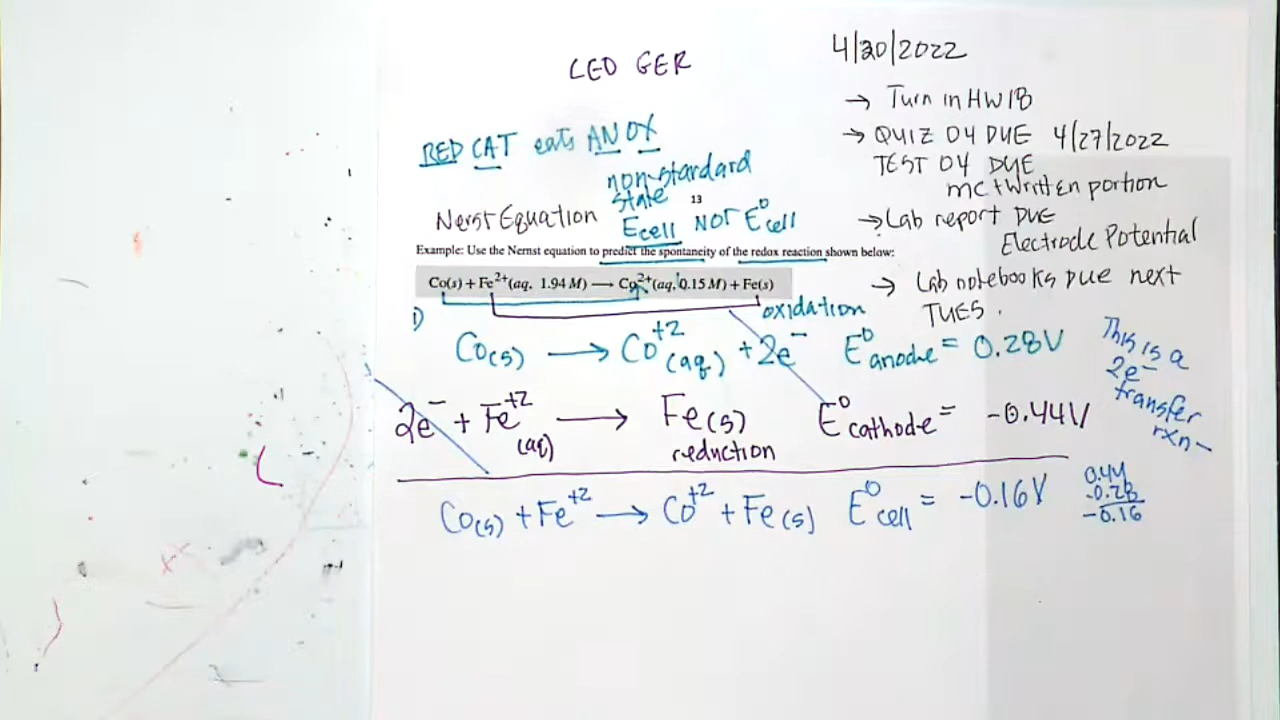 LEO GER
4/20/2022
→ Turn in HW18
→ QUIZ 04 DUE 4/27/2022
TEST 04 DUE
MC + Written portion
→ Lab report DUE
Electrode Potential
→ Lab notebooks DUE next
TUES.
RED CAT eats AN OX
non-standard
state
13
Nerst Equation Ecell NOT E°cell
Example: Use the Nernst equation to predict the spontaneity of the redox reaction shown below:
Co(s) + Fe²⁺(aq, 1.94 M) ⟶ Co²⁺(aq, 0.15 M) + Fe(s)
oxidation
1)
Co(s) ⟶ Co⁺²(aq) + 2e⁻ E°anode = 0.28V
This is a
2e⁻
transfer
rxn –
2e⁻ + Fe⁺²(aq) ⟶ Fe(s) E°cathode = -0.44V
reduction
Co(s) + Fe⁺² ⟶ Co⁺² + Fe(s) E°cell = -0.16V
0.44
-0.28
-0.16